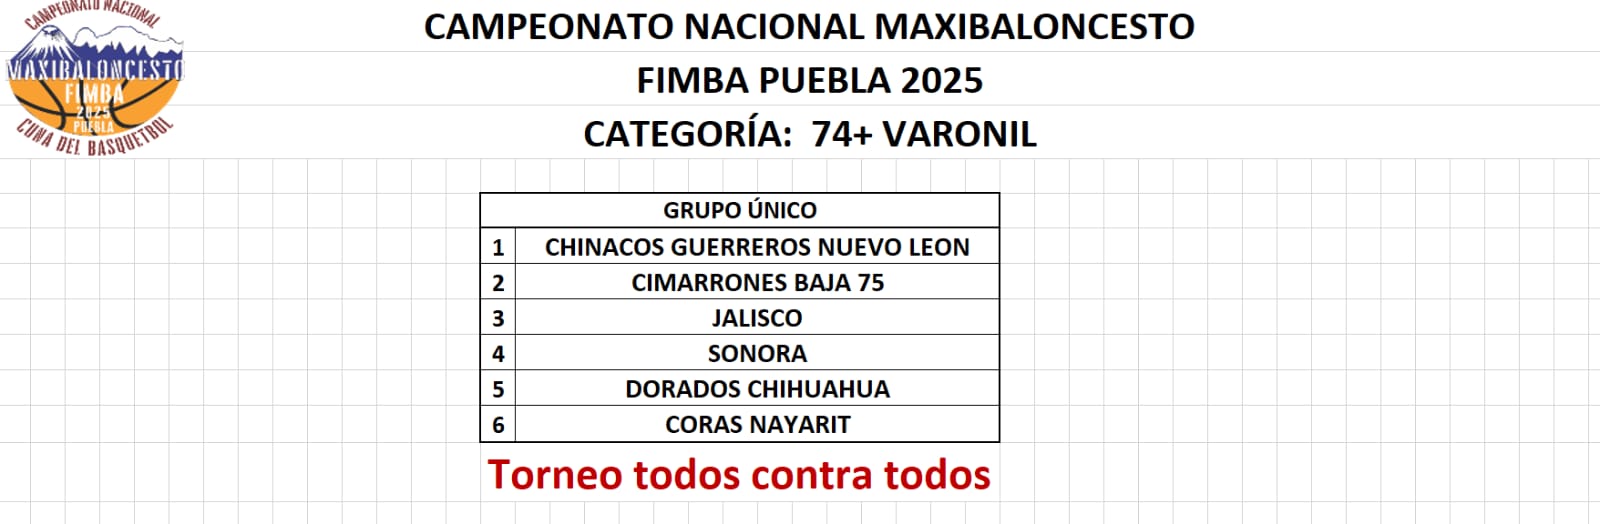 CAMPEONATO NACIONAL
MAXIBALONCESTO
FIMBA
2025
PUEBLA
CUNA DEL BASQUETBOL
CAMPEONATO NACIONAL MAXIBALONCESTO
FIMBA PUEBLA 2025
CATEGORÍA: 74+ VARONIL
GRUPO ÚNICO
1 CHINACOS GUERREROS NUEVO LEON
2 CIMARRONES BAJA 75
3 JALISCO
4 SONORA
5 DORADOS CHIHUAHUA
6 CORAS NAYARIT
Torneo todos contra todos